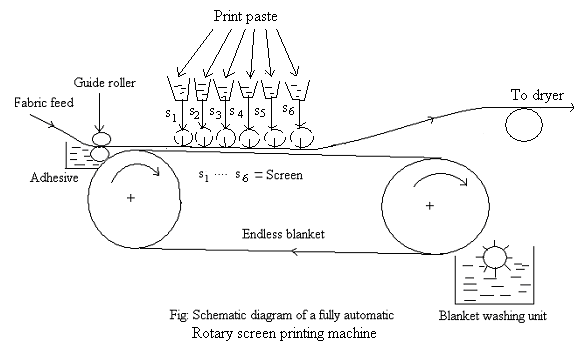 Print paste
Guide roller
Fabric feed
To dryer
s1 s2 s3 s4 s5 s6
Adhesive
s1 ···· s6 = Screen
+ +
Endless blanket
Fig: Schematic diagram of a fully automatic
Rotary screen printing machine
Blanket washing unit